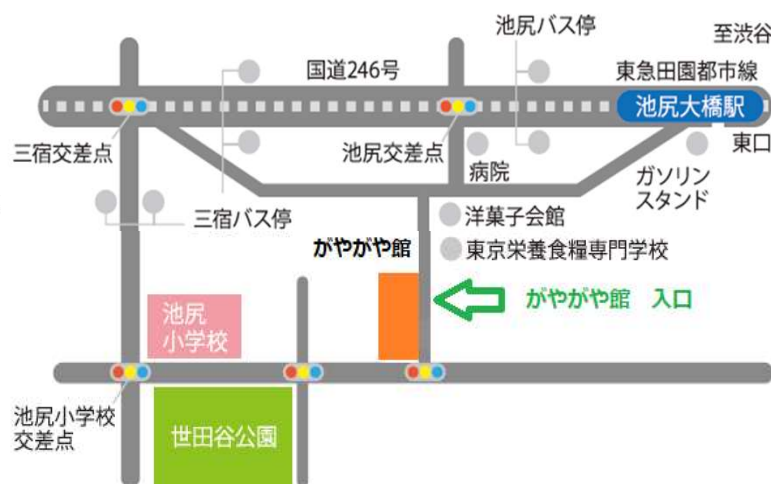 池尻バス停
至渋谷
国道246号
東急田園都市線
池尻大橋駅
三宿交差点
池尻交差点
東口
病院
ガソリン
スタンド
三宿バス停
洋菓子会館
がやがや館
東京栄養食糧専門学校
がやがや館 入口
池尻
小学校
池尻小学校
交差点
世田谷公園